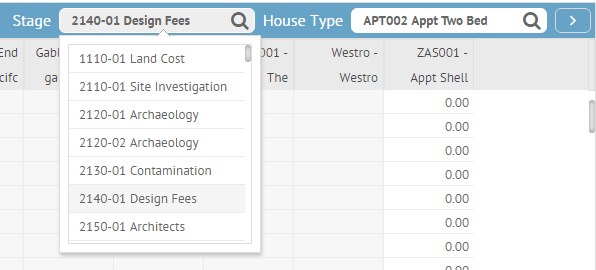 Stage 2140-01 Design Fees House Type APT002 Appt Two Bed
End Gabl 001 - Westro - ZAS001 -
cifc ga The Westro Appt Shell
1110-01 Land Cost
0.00
2110-01 Site Investigation
0.00
2120-01 Archaeology
0.00
2120-02 Archaeology
0.00
2130-01 Contamination
0.00
2140-01 Design Fees
0.00
2150-01 Architects
0.00